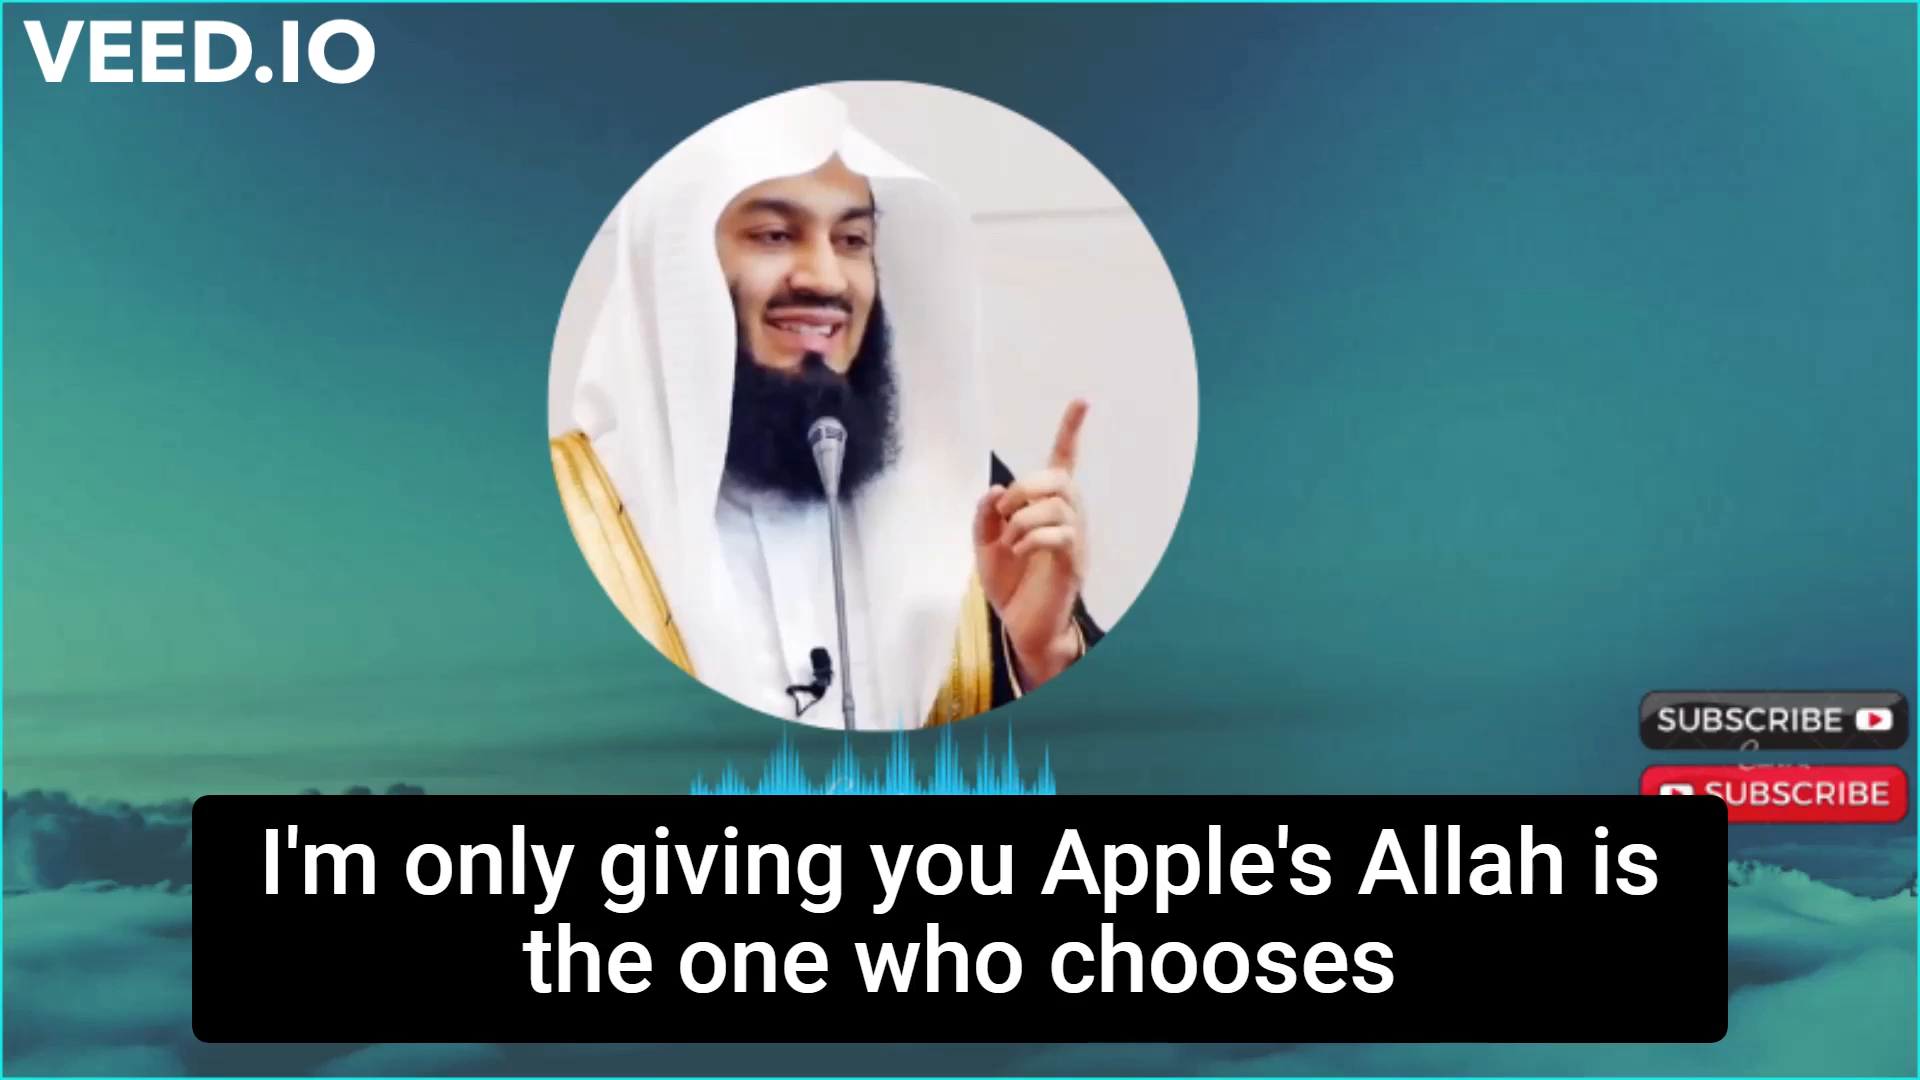 VEED.IO
SUBSCRIBE
SUBSCRIBE
I'm only giving you Apple's Allah is
the one who chooses